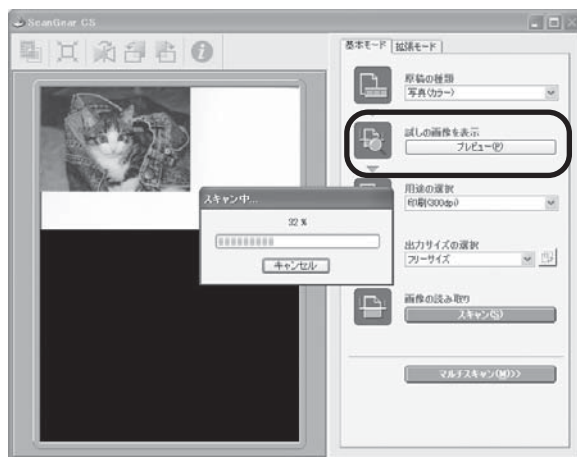 ScanGear CS
基本モード 拡張モード
原稿の種類
写真(カラー)
試しの画像を表示
プレビュー(P)
用途の選択
印刷(300dpi)
出力サイズの選択
フリーサイズ
画像の読み取り
スキャン(S)
マルチスキャン(M)>>
スキャン中...
32 %
キャンセル